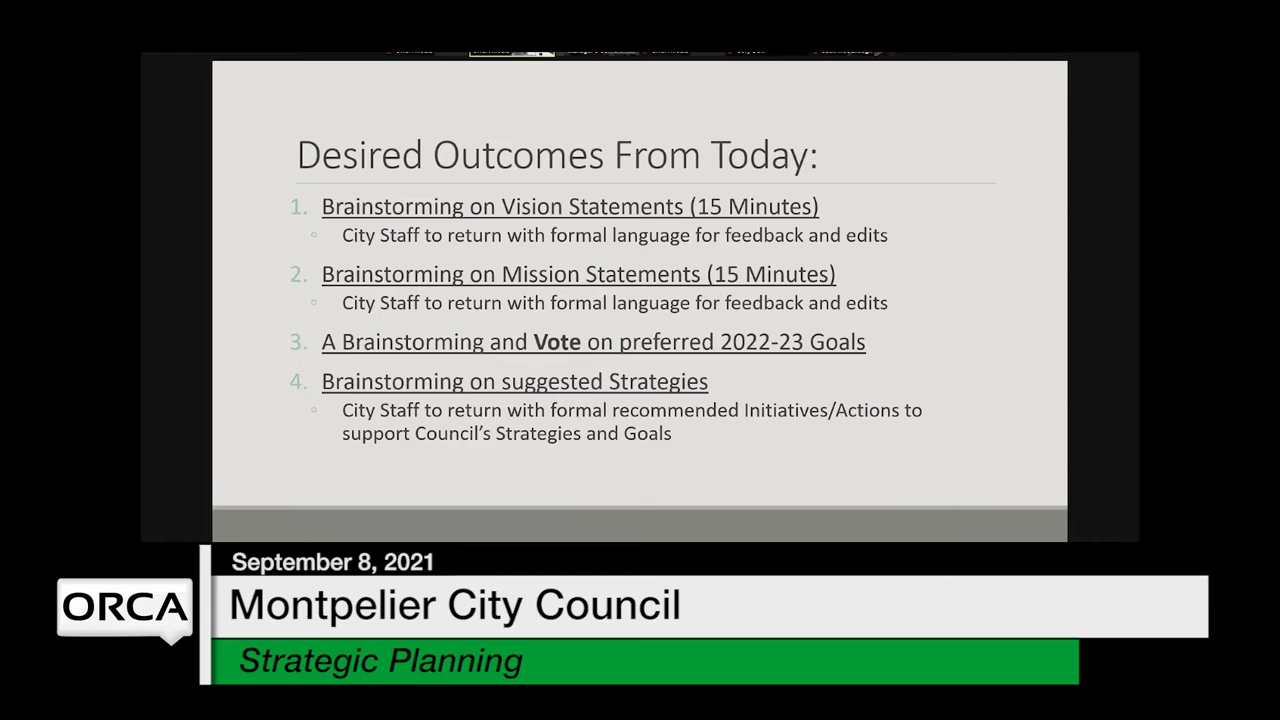 Desired Outcomes From Today:
1. Brainstorming on Vision Statements (15 Minutes)
City Staff to return with formal language for feedback and edits
2. Brainstorming on Mission Statements (15 Minutes)
City Staff to return with formal language for feedback and edits
3. A Brainstorming and Vote on preferred 2022-23 Goals
4. Brainstorming on suggested Strategies
City Staff to return with formal recommended Initiatives/Actions to
support Council’s Strategies and Goals
September 8, 2021
ORCA
Montpelier City Council
Strategic Planning